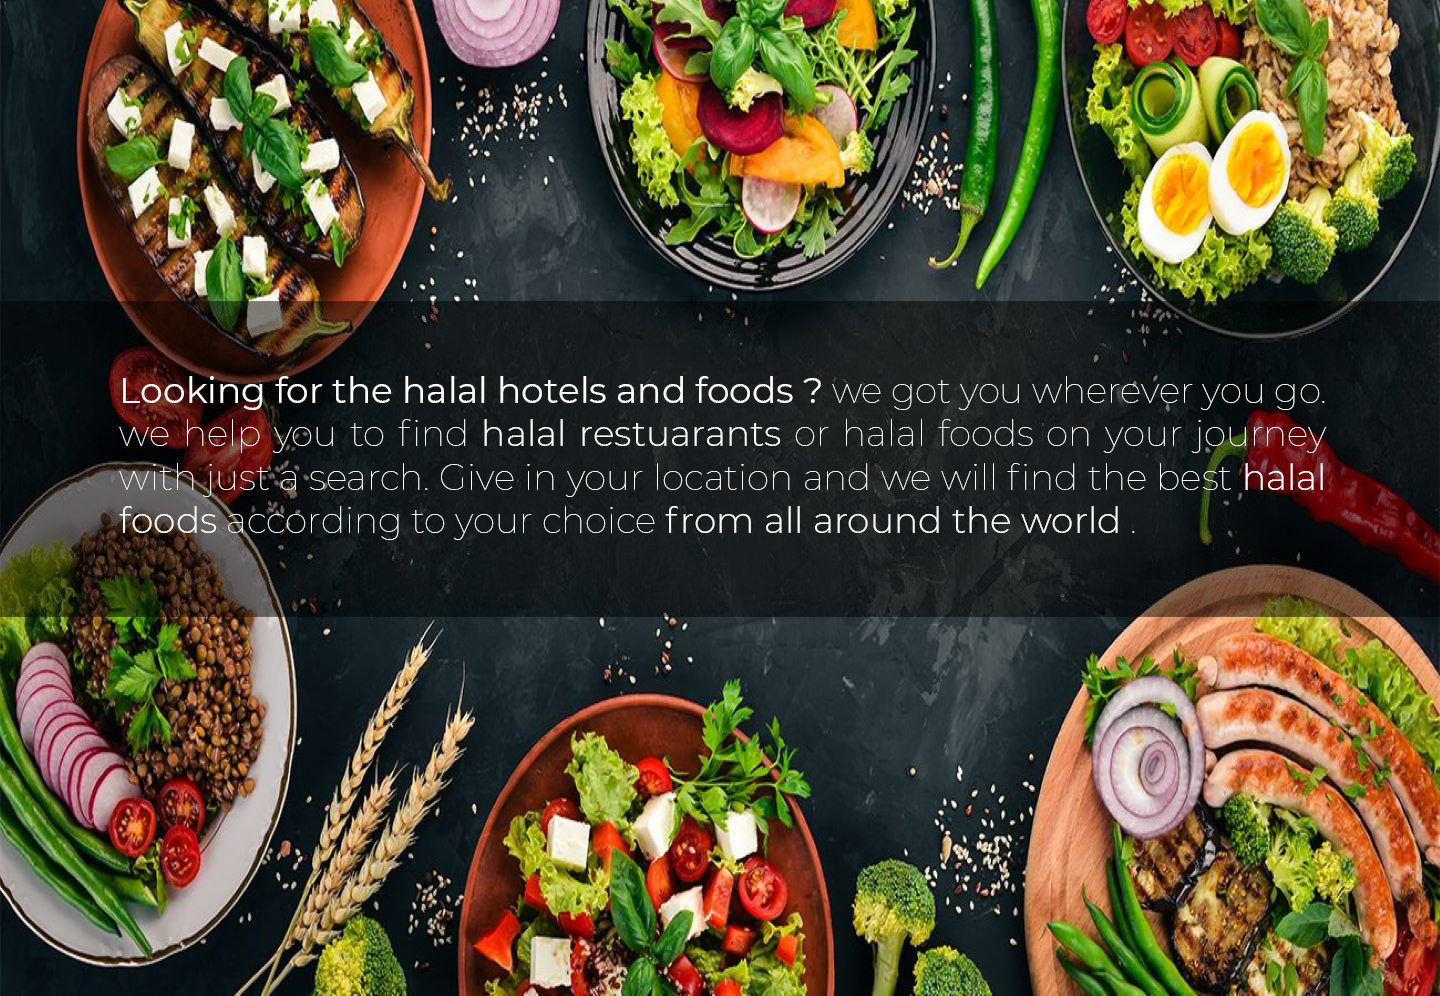 Looking for the halal hotels and foods ? we got you wherever you go.
we help you to find halal restuarants or halal foods on your journey
with just a search. Give in your location and we will find the best halal
foods according to your choice from all around the world .